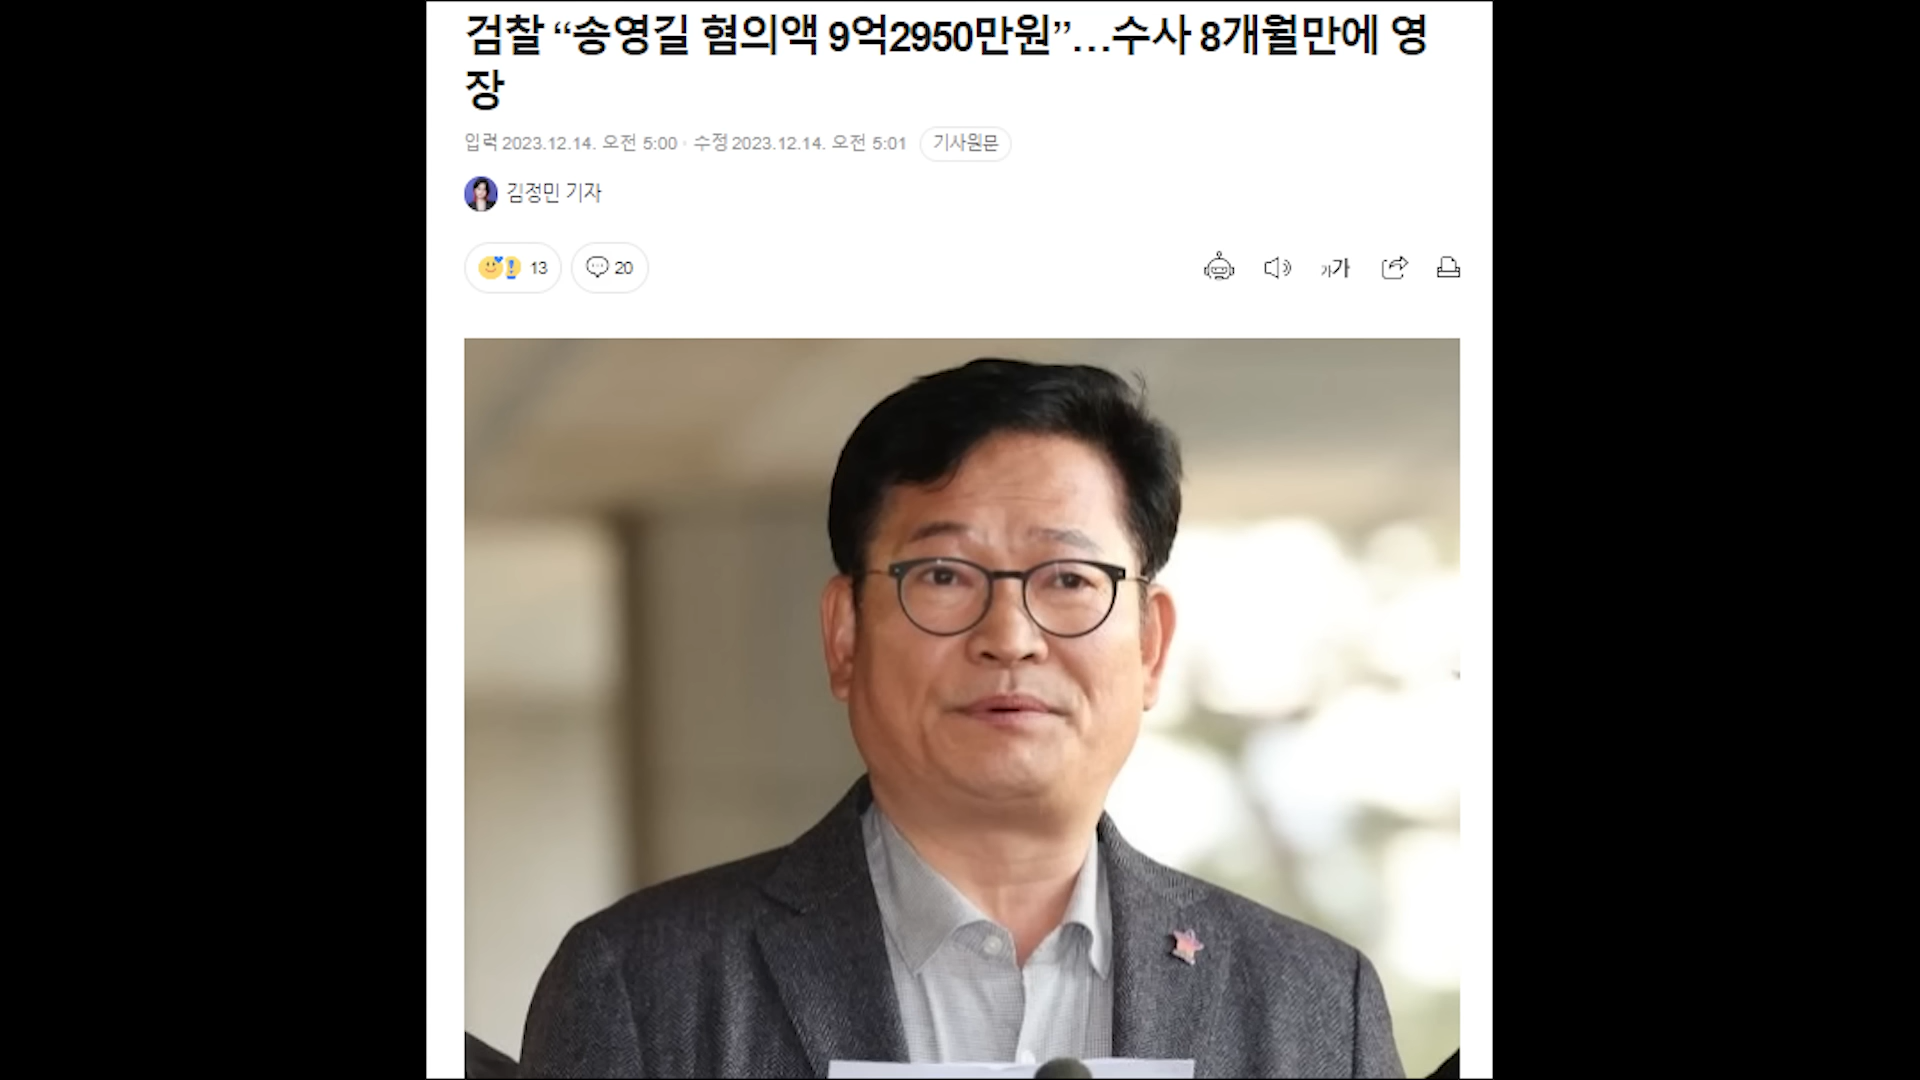 검찰 “송영길 혐의액 9억2950만원”…수사 8개월만에 영
장
입력 2023.12.14. 오전 5:00 · 수정 2023.12.14. 오전 5:01 기사원문
김정민 기자
13 20 가가